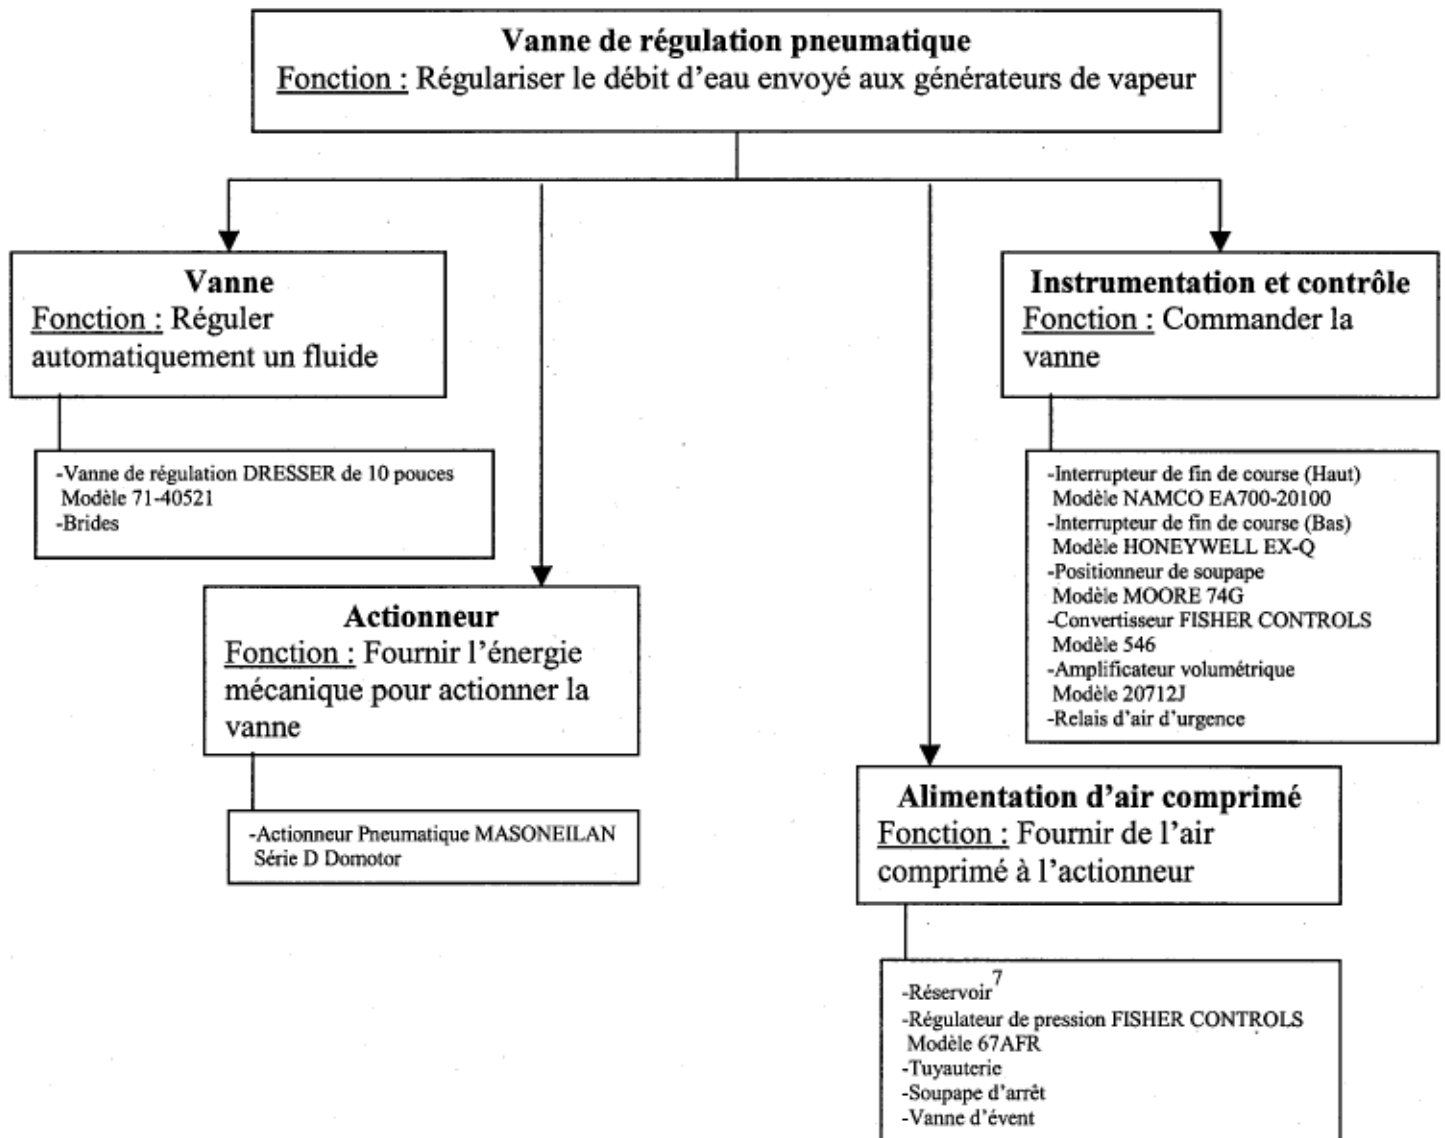 Vanne de régulation pneumatique
Fonction : Régulariser le débit d'eau envoyé aux générateurs de vapeur
Vanne
Fonction : Réguler
automatiquement un fluide
-Vanne de régulation DRESSER de 10 pouces
Modèle 71-40521
-Brides
Actionneur
Fonction : Fournir l'énergie
mécanique pour actionner la
vanne
-Actionneur Pneumatique MASONEILAN
Série D Domotor
Instrumentation et contrôle
Fonction : Commander la
vanne
-Interrupteur de fin de course (Haut)
Modèle NAMCO EA700-20100
-Interrupteur de fin de course (Bas)
Modèle HONEYWELL EX-Q
-Positionneur de soupape
Modèle MOORE 74G
-Convertisseur FISHER CONTROLS
Modèle 546
-Amplificateur volumétrique
Modèle 20712J
-Relais d'air d'urgence
Alimentation d'air comprimé
Fonction : Fournir de l'air
comprimé à l'actionneur
-Réservoir7
-Régulateur de pression FISHER CONTROLS
Modèle 67AFR
-Tuyauterie
-Soupape d'arrêt
-Vanne d'évent